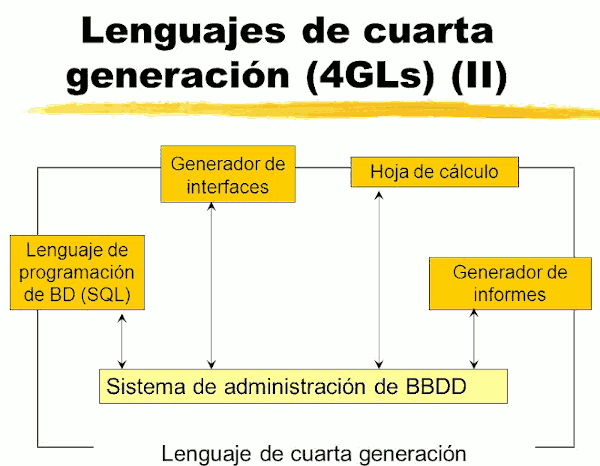 Lenguajes de cuarta
generación (4GLs) (II)
Generador de
interfaces
Hoja de cálculo
Lenguaje de
programación
de BD (SQL)
Generador de
informes
Sistema de administración de BBDD
Lenguaje de cuarta generación